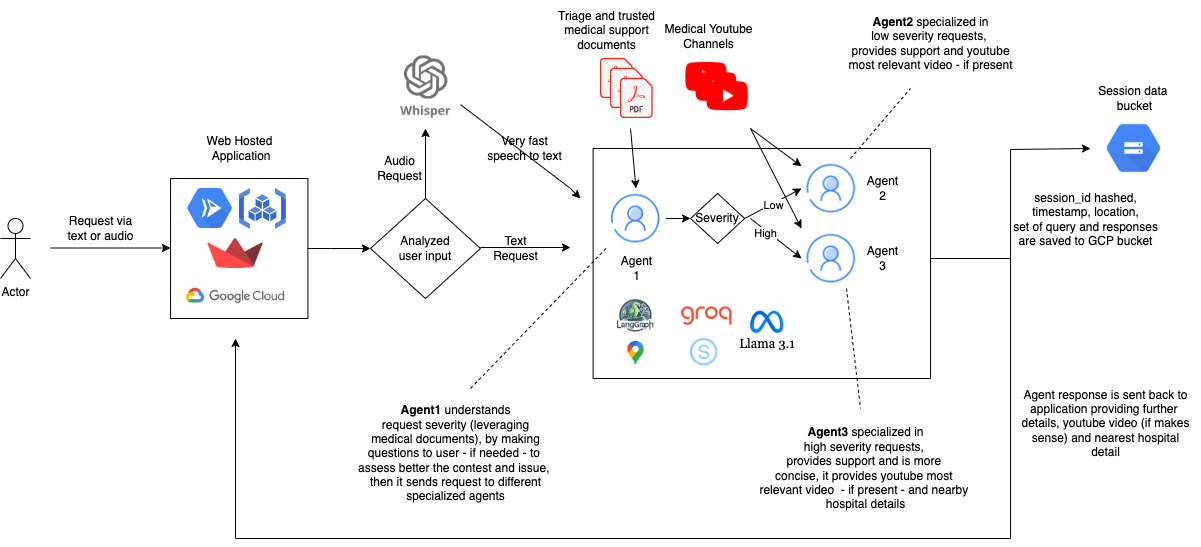 Triage and trusted
medical support
documents
Medical Youtube
Channels
Agent2 specialized in
low severity requests,
provides support and youtube
most relevant video - if present
Session data
bucket
PDF
Whisper
Very fast
speech to text
Web Hosted
Application
Audio
Request
Request via
text or audio
Actor
Google Cloud
Analyzed
user input
Text
Request
Agent
1
Severity
Low
High
Agent
2
Agent
3
session_id hashed,
timestamp, location,
set of query and responses
are saved to GCP bucket
LangGraph
groq
S
Llama 3.1
Agent1 understands
request severity (leveraging
medical documents), by making
questions to user - if needed - to
assess better the contest and issue,
then it sends request to different
specialized agents
Agent3 specialized in
high severity requests,
provides support and is more
concise, it provides youtube most
relevant video  - if present - and nearby
hospital details
Agent response is sent back to
application providing further
details, youtube video (if makes
sense) and nearest hospital
detail